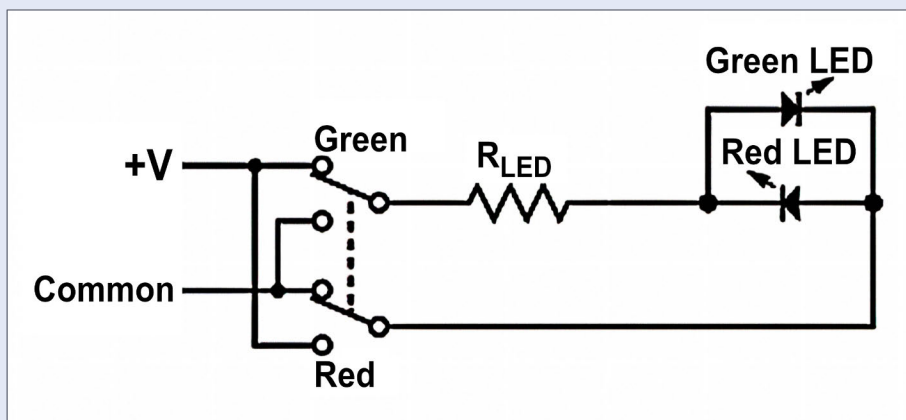 Green LED
Green
+V
R_LED
Red LED
Common
Red